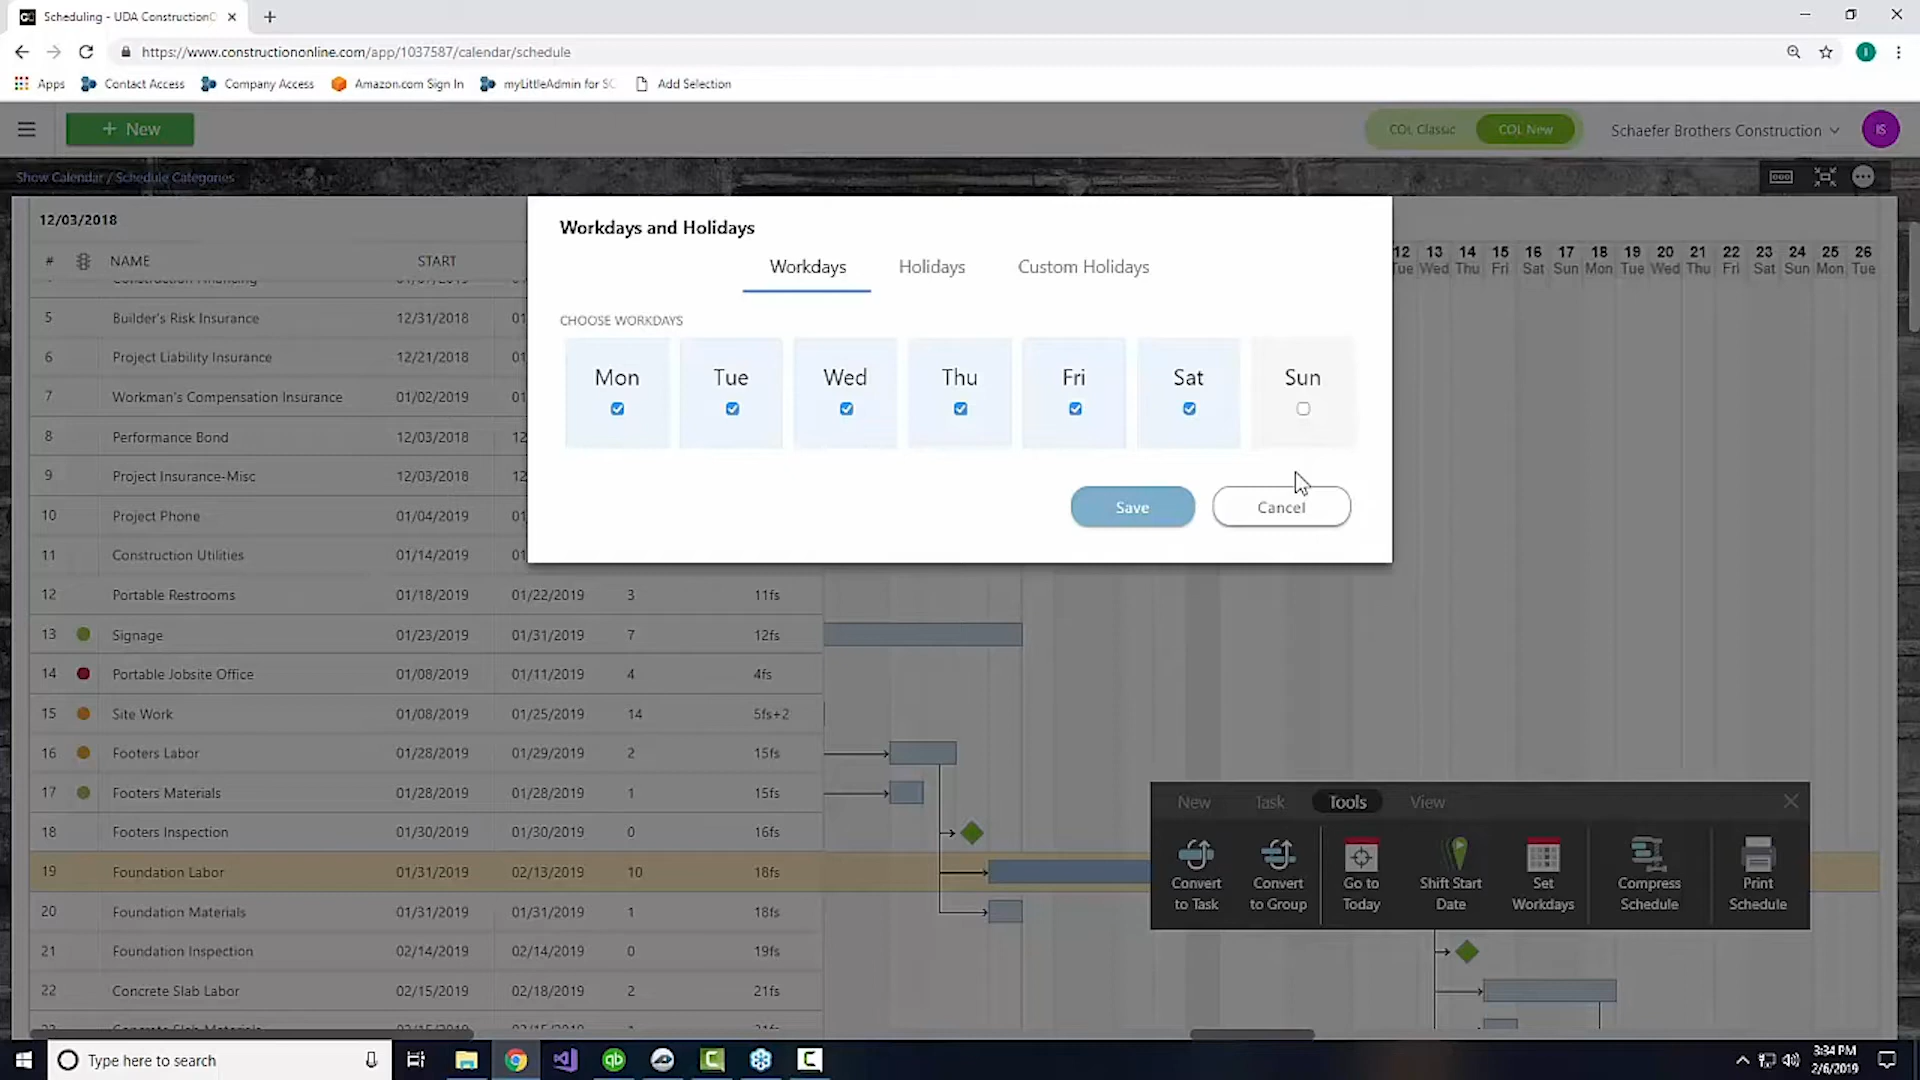 Scheduling - UDA Construction
https://www.constructiononline.com/app/1037587/calendar/schedule
Apps Contact Access Company Access Amazon.com Sign In myLittleAdmin for Add Selection
+ New COL Classic COL New Schaefer Brothers Construction IS
Show Calendar / Schedule Categories
12/03/2018
# NAME START
5 Builder's Risk Insurance 12/31/2018 01
6 Project Liability Insurance 12/21/2018 01
7 Workman's Compensation Insurance 01/02/2019 01
8 Performance Bond 12/03/2018 12
9 Project Insurance-Misc 12/03/2018 12
10 Project Phone 01/04/2019 01
11 Construction Utilities 01/14/2019 01
12 Portable Restrooms 01/18/2019 01/22/2019 3 11fs
13 Signage 01/23/2019 01/31/2019 7 12fs
14 Portable Jobsite Office 01/08/2019 01/11/2019 4 4fs
15 Site Work 01/08/2019 01/25/2019 14 5fs+2
16 Footers Labor 01/28/2019 01/29/2019 2 15fs
17 Footers Materials 01/28/2019 01/28/2019 1 15fs
18 Footers Inspection 01/30/2019 01/30/2019 0 16fs
19 Foundation Labor 01/31/2019 02/13/2019 10 18fs
20 Foundation Materials 01/31/2019 01/31/2019 1 18fs
21 Foundation Inspection 02/14/2019 02/14/2019 0 19fs
22 Concrete Slab Labor 02/15/2019 02/18/2019 2 21fs
Workdays and Holidays
Workdays Holidays Custom Holidays
CHOOSE WORKDAYS
Mon Tue Wed Thu Fri Sat Sun
Save Cancel
12 13 14 15 16 17 18 19 20 21 22 23 24 25 26
Tue Wed Thu Fri Sat Sun Mon Tue Wed Thu Fri Sat Sun Mon Tue
New Task Tools View
Convert to Task
Convert to Group
Go to Today
Shift Start Date
Set Workdays
Compress Schedule
Print Schedule
Type here to search
3:34 PM
2/6/2019